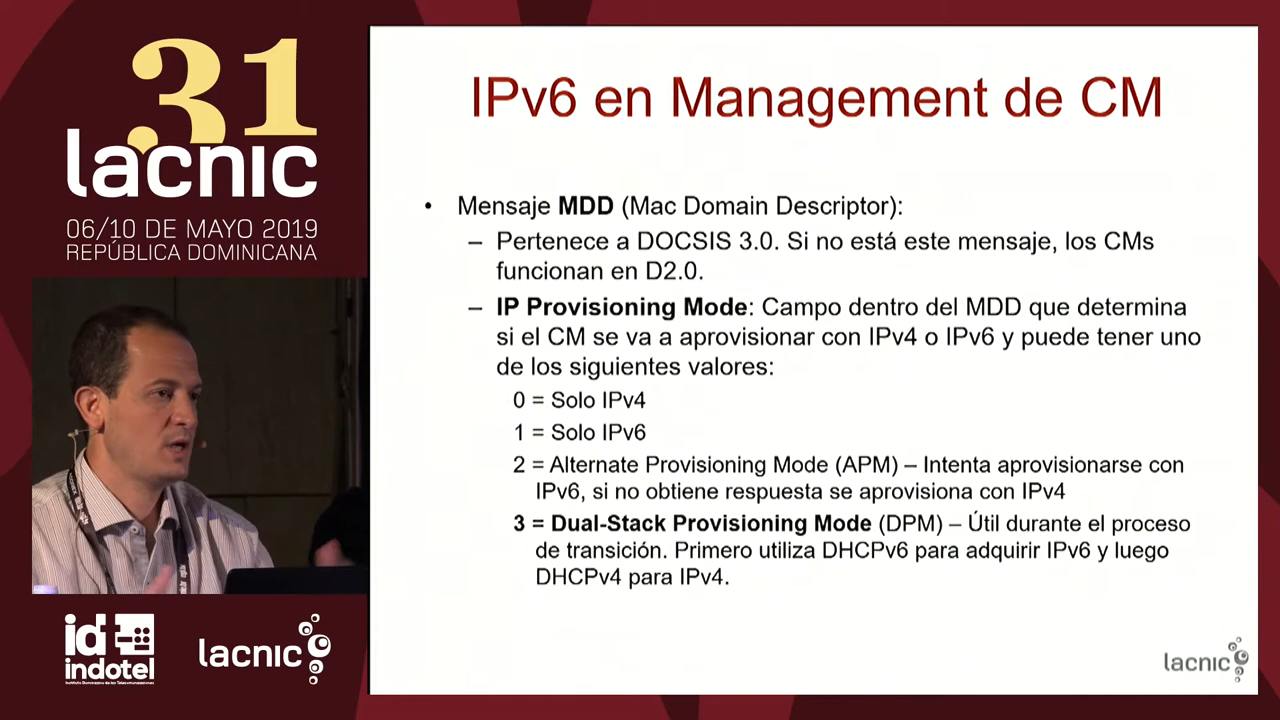 31
lacnic
06/10 DE MAYO 2019
REPÚBLICA DOMINICANA
IPv6 en Management de CM
• Mensaje MDD (Mac Domain Descriptor):
– Pertenece a DOCSIS 3.0. Si no está este mensaje, los CMs
funcionan en D2.0.
– IP Provisioning Mode: Campo dentro del MDD que determina
si el CM se va a aprovisionar con IPv4 o IPv6 y puede tener uno
de los siguientes valores:
0 = Solo IPv4
1 = Solo IPv6
2 = Alternate Provisioning Mode (APM) – Intenta aprovisionarse con
IPv6, si no obtiene respuesta se aprovisiona con IPv4
3 = Dual-Stack Provisioning Mode (DPM) – Útil durante el proceso
de transición. Primero utiliza DHCPv6 para adquirir IPv6 y luego
DHCPv4 para IPv4.
id
indotel
Instituto Dominicano de las Telecomunicaciones
lacnic
lacnic